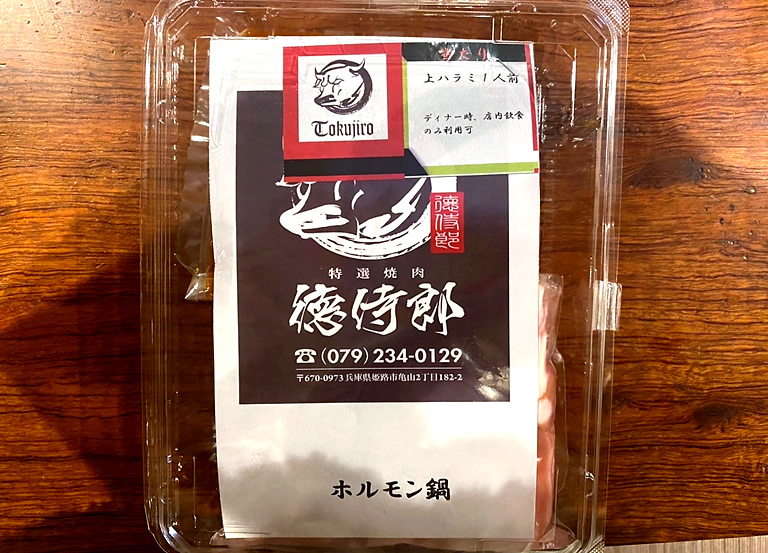 あたり
Tokujiro
上ハラミ1人前
ディナー時、店内飲食
のみ利用可
徳侍郎
特選焼肉
徳侍郎
☎(079)234-0129
〒670-0973 兵庫県姫路市亀山2丁目182-2
ホルモン鍋